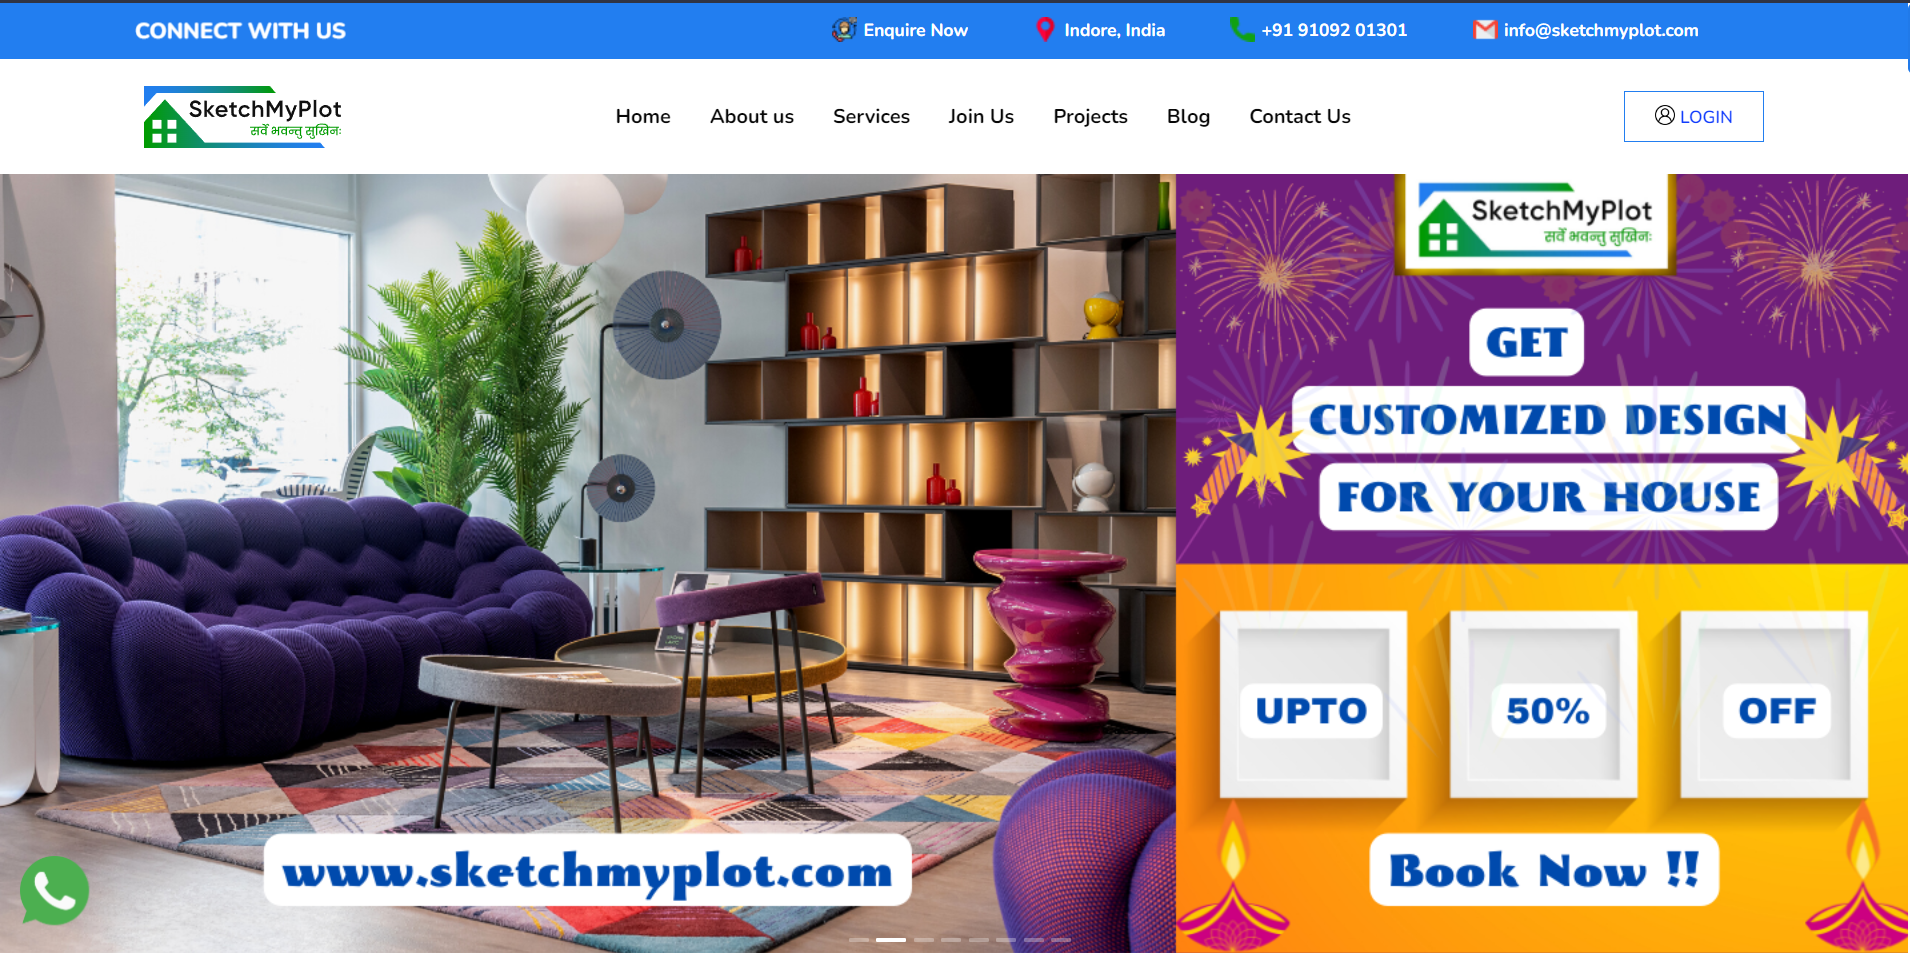 CONNECT WITH US
Enquire Now
Indore, India
+91 91092 01301
info@sketchmyplot.com
SketchMyPlot
सर्वे भवन्तु सुखिनः
Home
About us
Services
Join Us
Projects
Blog
Contact Us
LOGIN
SketchMyPlot
सर्वे भवन्तु सुखिनः
GET
CUSTOMIZED DESIGN
FOR YOUR HOUSE
UPTO
50%
OFF
www.sketchmyplot.com
Book Now !!